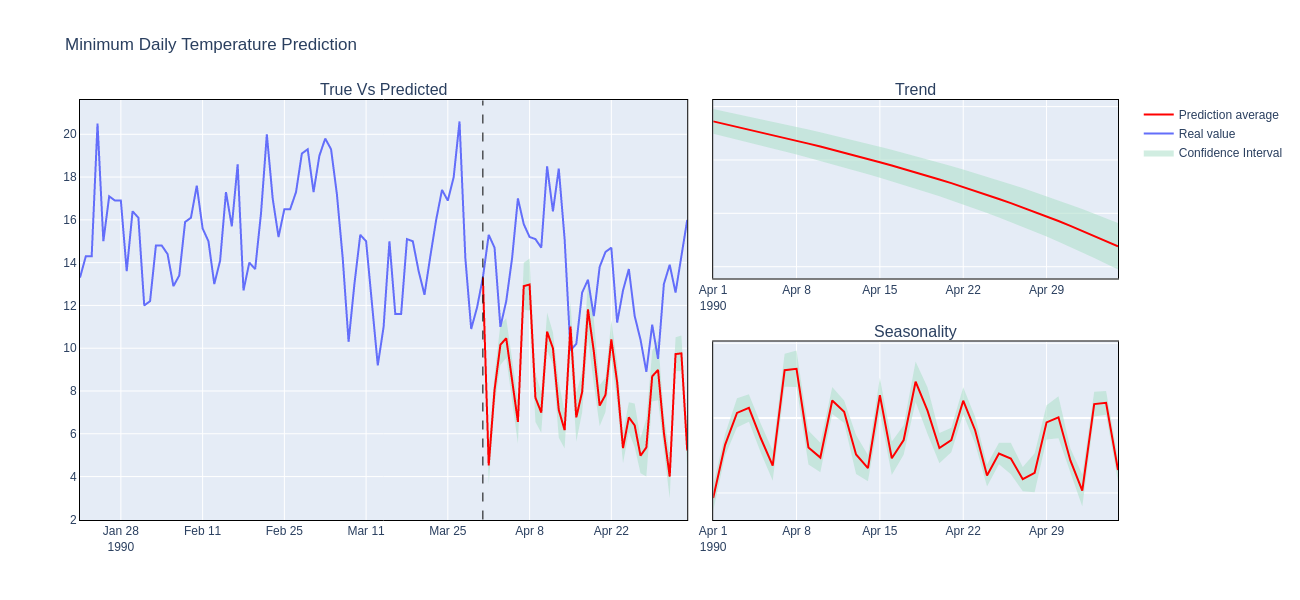 Minimum Daily Temperature Prediction
True Vs Predicted
20
18
16
14
12
10
8
6
4
2
Jan 28 Feb 11 Feb 25 Mar 11 Mar 25 Apr 8 Apr 22
1990
Trend
Apr 1 Apr 8 Apr 15 Apr 22 Apr 29
1990
Seasonality
Apr 1 Apr 8 Apr 15 Apr 22 Apr 29
1990
Prediction average
Real value
Confidence Interval